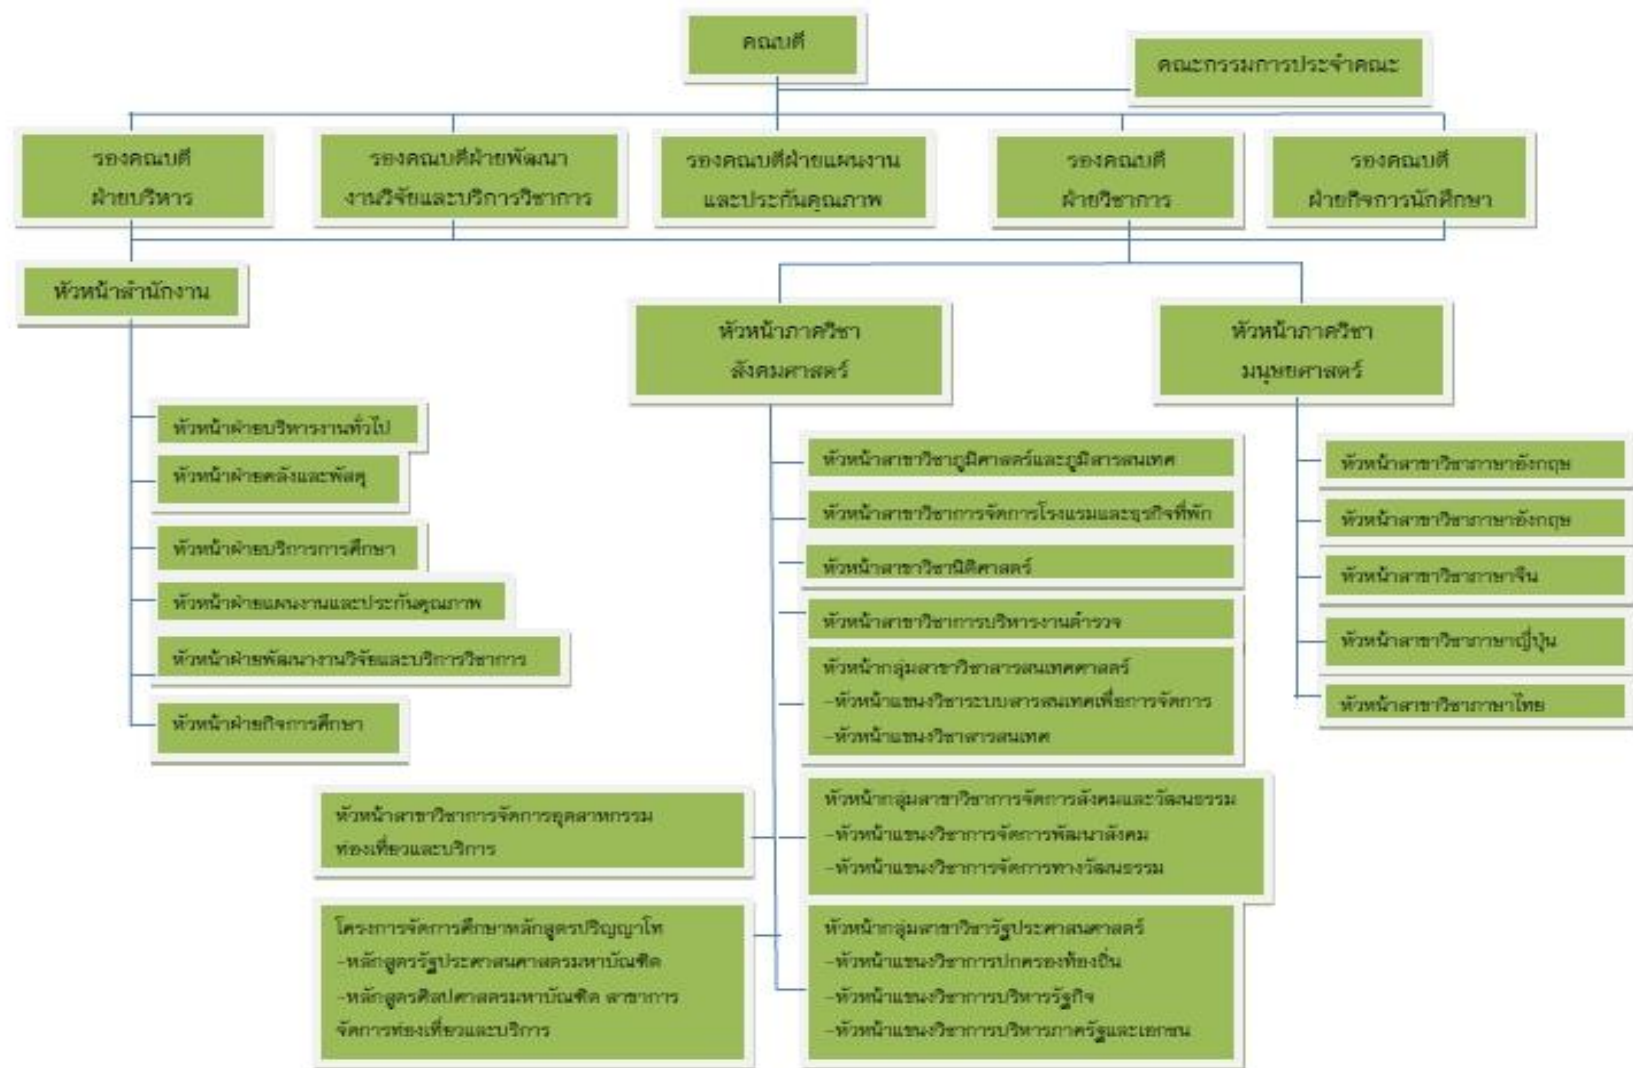 คณบดี
คณะกรรมการประจำคณะ
รองคณบดี
ฝ่ายบริหาร
รองคณบดีฝ่ายพัฒนา
งานวิจัยและบริการวิชาการ
รองคณบดีฝ่ายแผนงาน
และประกันคุณภาพ
รองคณบดี
ฝ่ายวิชาการ
รองคณบดี
ฝ่ายกิจการนักศึกษา
หัวหน้าสำนักงาน
หัวหน้าภาควิชา
สังคมศาสตร์
หัวหน้าภาควิชา
มนุษยศาสตร์
หัวหน้าฝ่ายบริหารงานทั่วไป
หัวหน้าฝ่ายคลังและพัสดุ
หัวหน้าฝ่ายบริการการศึกษา
หัวหน้าฝ่ายแผนงานและประกันคุณภาพ
หัวหน้าฝ่ายพัฒนางานวิจัยและบริการวิชาการ
หัวหน้าฝ่ายกิจการศึกษา
หัวหน้าสาขาวิชาภูมิศาสตร์และภูมิสารสนเทศ
หัวหน้าสาขาวิชาการจัดการโรงแรมและธุรกิจที่พัก
หัวหน้าสาขาวิชานิติศาสตร์
หัวหน้าสาขาวิชาการบริหารงานตำรวจ
หัวหน้ากลุ่มสาขาวิชาสารสนเทศศาสตร์
-หัวหน้าแขนงวิชาระบบสารสนเทศเพื่อการจัดการ
-หัวหน้าแขนงวิชาสารสนเทศ
หัวหน้าสาขาวิชาการจัดการอุตสาหกรรม
ท่องเที่ยวและบริการ
หัวหน้ากลุ่มสาขาวิชาการจัดการสังคมและวัฒนธรรม
-หัวหน้าแขนงวิชาการจัดการพัฒนาสังคม
-หัวหน้าแขนงวิชาการจัดการทางวัฒนธรรม
โครงการจัดการศึกษาหลักสูตรปริญญาโท
-หลักสูตรรัฐประศาสนศาสตรมหาบัณฑิต
-หลักสูตรศิลปศาสตรมหาบัณฑิต สาขาการ
จัดการท่องเที่ยวและบริการ
หัวหน้ากลุ่มสาขาวิชารัฐประศาสนศาสตร์
-หัวหน้าแขนงวิชาการปกครองท้องถิ่น
-หัวหน้าแขนงวิชาการบริหารรัฐกิจ
-หัวหน้าแขนงวิชาการบริหารภาครัฐและเอกชน
หัวหน้าสาขาวิชาภาษาอังกฤษ
หัวหน้าสาขาวิชาภาษาอังกฤษ
หัวหน้าสาขาวิชาภาษาจีน
หัวหน้าสาขาวิชาภาษาญี่ปุ่น
หัวหน้าสาขาวิชาภาษาไทย